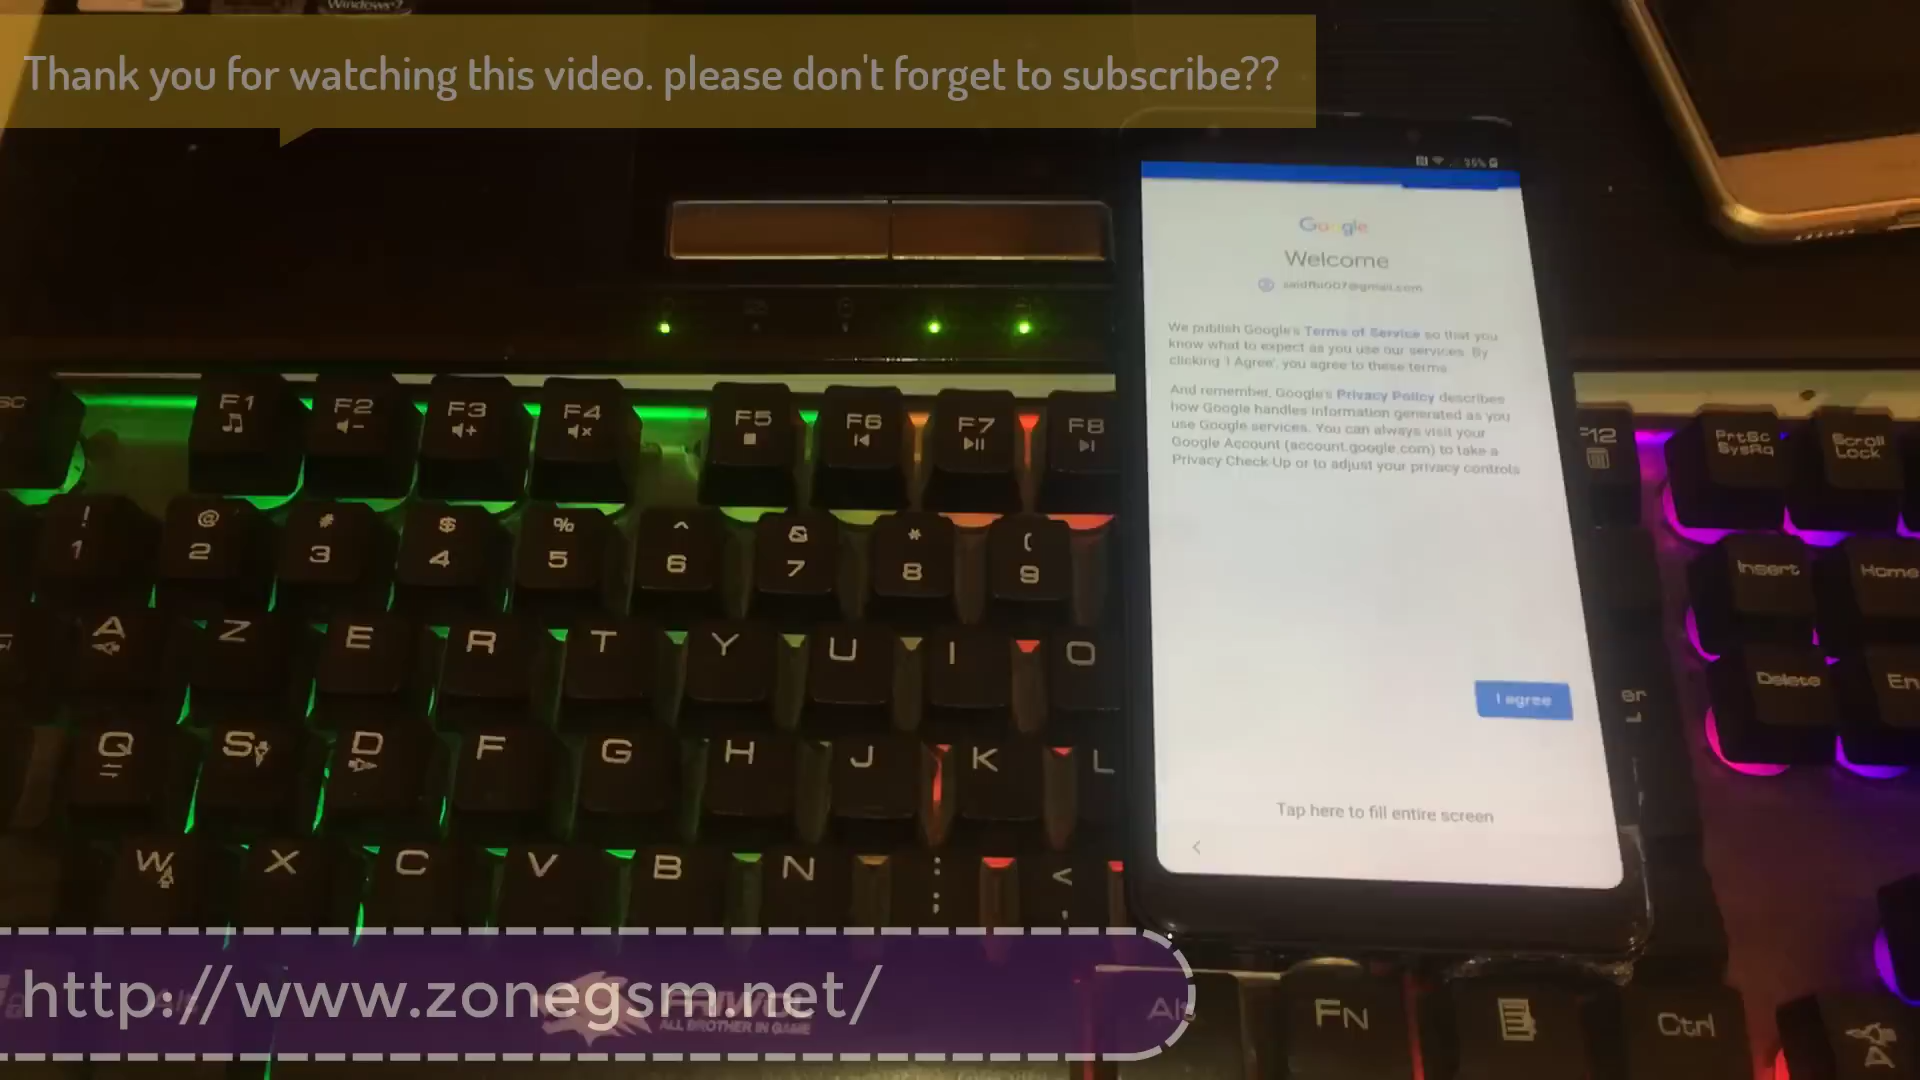 Windows7
Thank you for watching this video. please don't forget to subscribe??
35%
Google
Welcome
We publish Google's Terms of Service so that you
know what to expect as you use our services. By
clicking 'I Agree', you agree to these terms.
And remember, Google's Privacy Policy describes
how Google handles information generated as you
use Google services. You can always visit your
Google Account (account.google.com) to take a
Privacy Check-Up or to adjust your privacy controls
I agree
Tap here to fill entire screen
F1 F2 F3 F4 F5 F6 F7 F8 F12 PrtSc SysRq Scroll Lock
! 1 @ 2 # 3 $ 4 % 5 ^ 6 & 7 * 8 ( 9 Insert Home
A Z E R T Y U I O Delete
Q S D F G H J K L
W X C V B N
http://www.zonegsm.net/
ALL BROTHER IN GAME
FN Ctrl